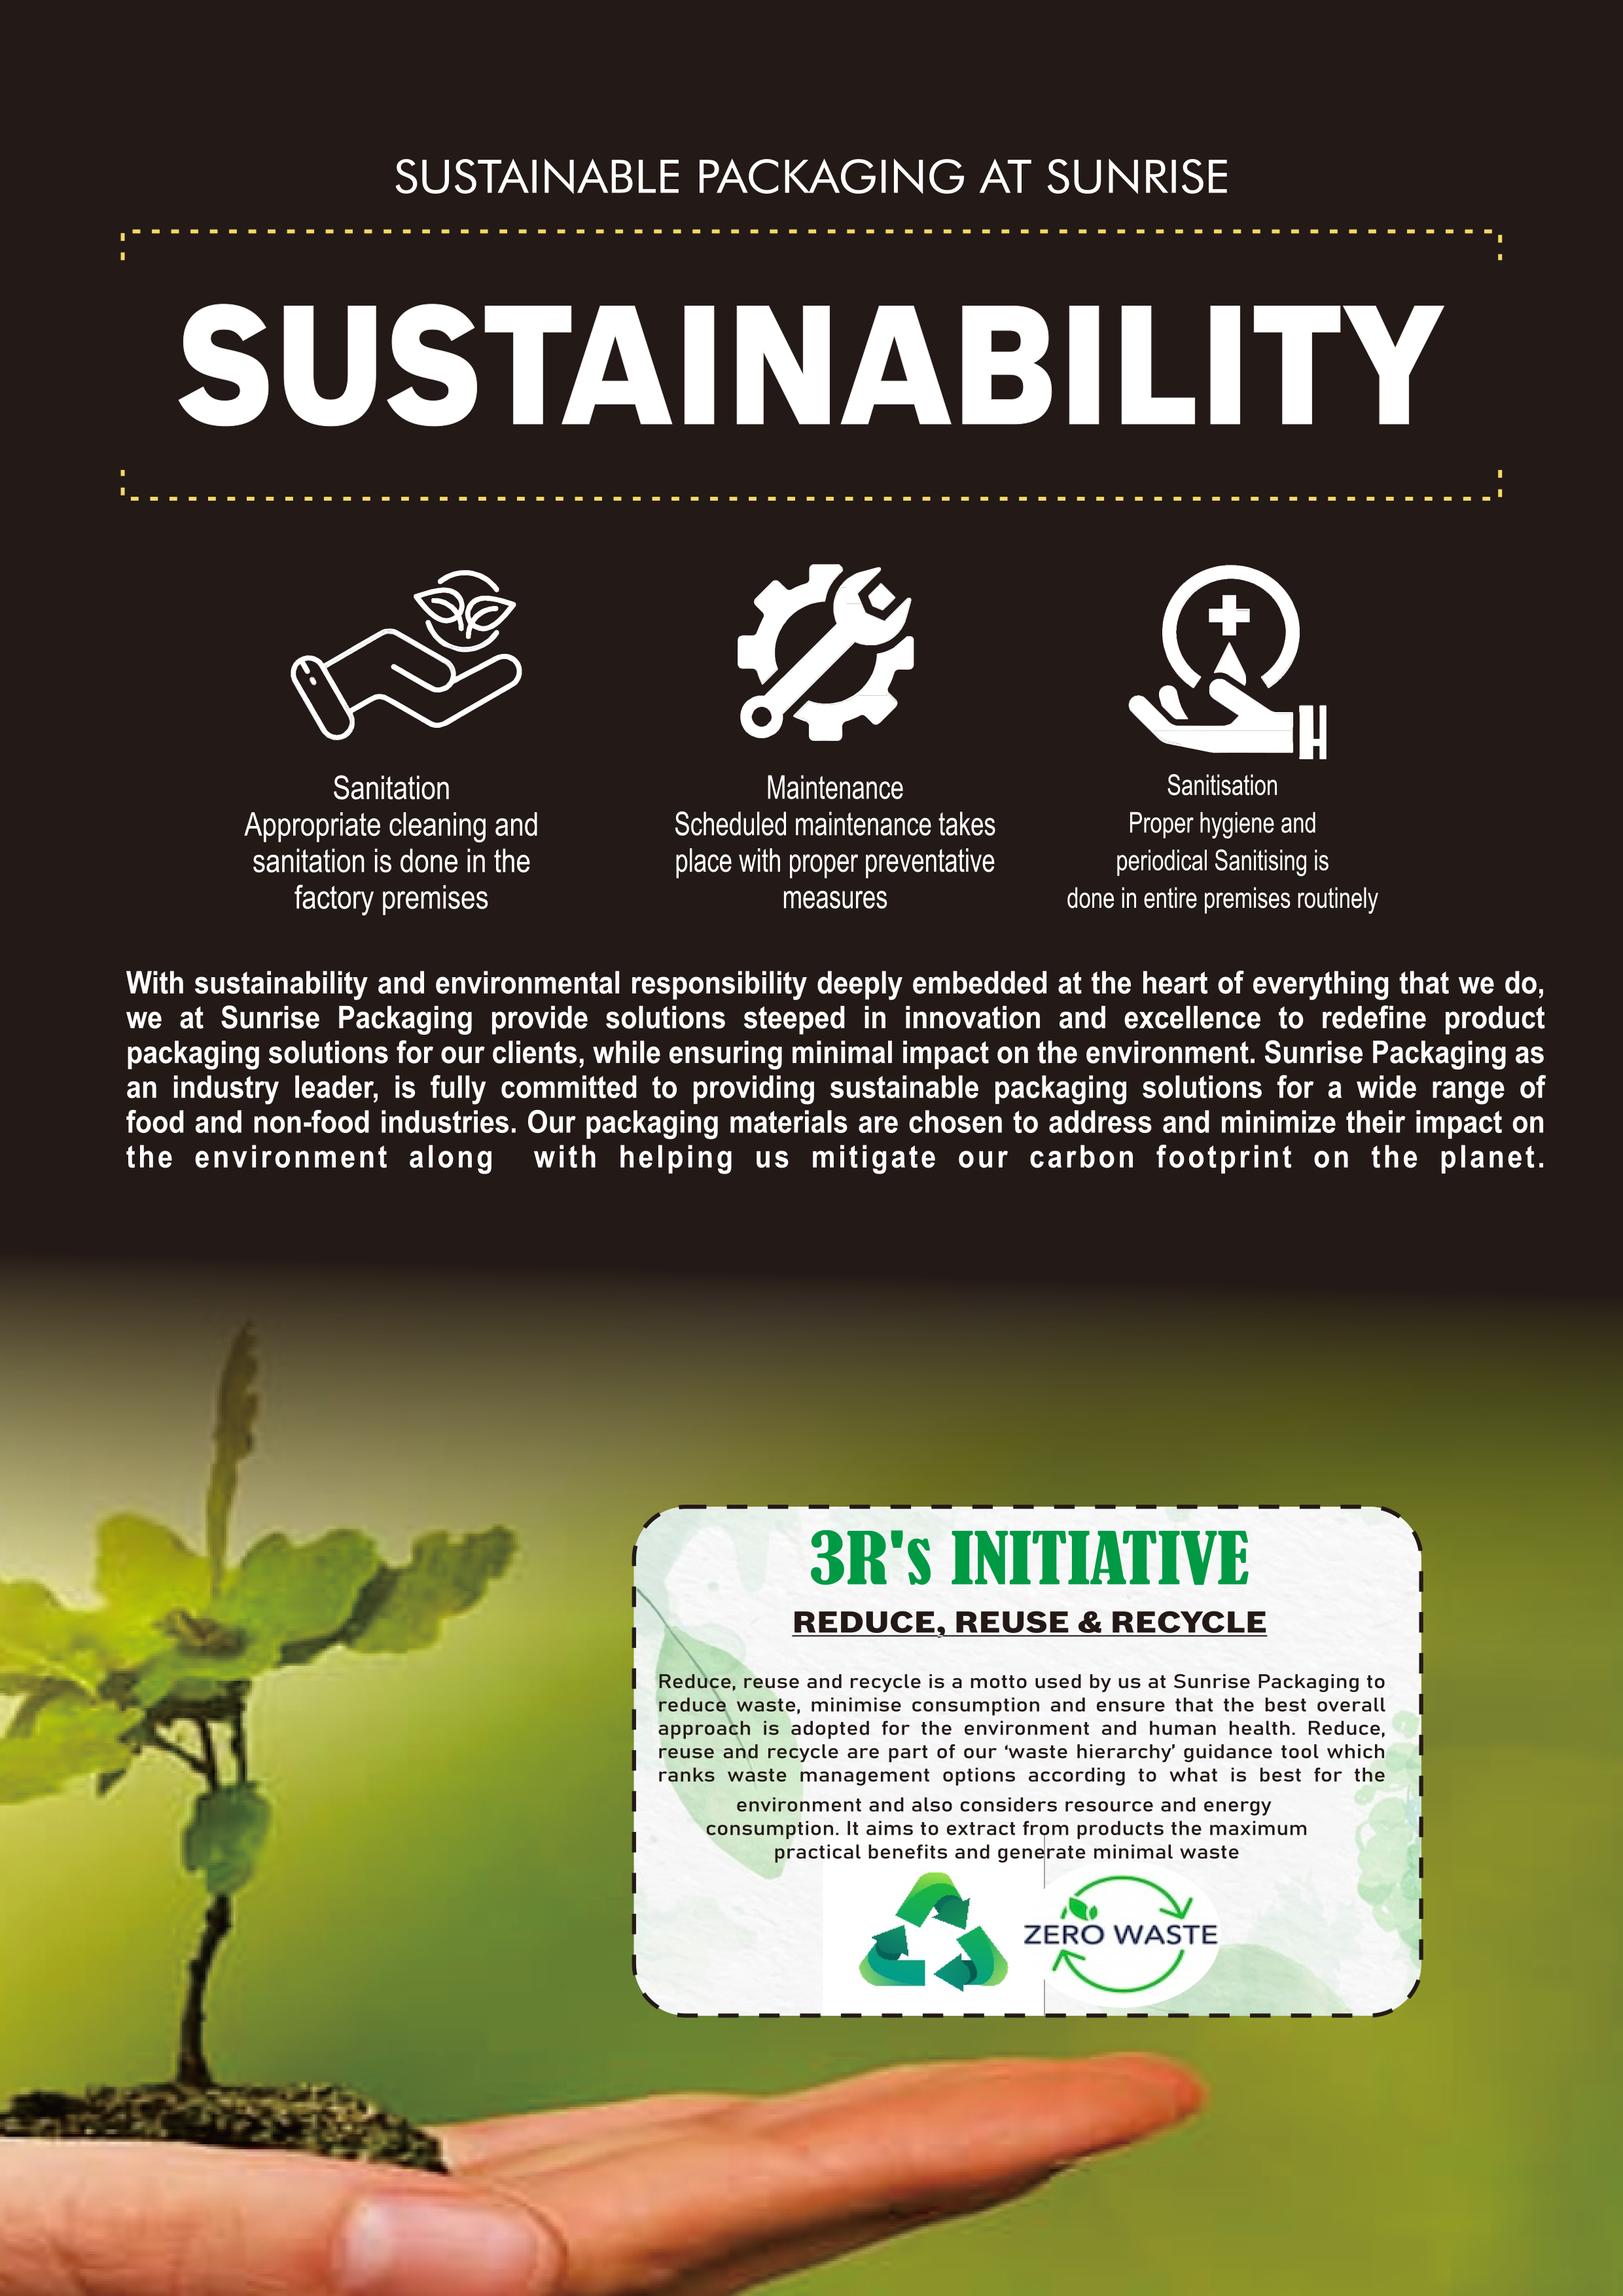 SUSTAINABLE PACKAGING AT SUNRISE
SUSTAINABILITY
Sanitation
Appropriate cleaning and
sanitation is done in the
factory premises
Maintenance
Scheduled maintenance takes
place with proper preventative
measures
Sanitisation
Proper hygiene and
periodical Sanitising is
done in entire premises routinely
With sustainability and environmental responsibility deeply embedded at the heart of everything that we do,
we at Sunrise Packaging provide solutions steeped in innovation and excellence to redefine product
packaging solutions for our clients, while ensuring minimal impact on the environment. Sunrise Packaging as
an industry leader, is fully committed to providing sustainable packaging solutions for a wide range of
food and non-food industries. Our packaging materials are chosen to address and minimize their impact on
the environment along with helping us mitigate our carbon footprint on the planet.
3R's INITIATIVE
REDUCE, REUSE & RECYCLE
Reduce, reuse and recycle is a motto used by us at Sunrise Packaging to
reduce waste, minimise consumption and ensure that the best overall
approach is adopted for the environment and human health. Reduce,
reuse and recycle are part of our ‘waste hierarchy’ guidance tool which
ranks waste management options according to what is best for the
environment and also considers resource and energy
consumption. It aims to extract from products the maximum
practical benefits and generate minimal waste
ZERO WASTE